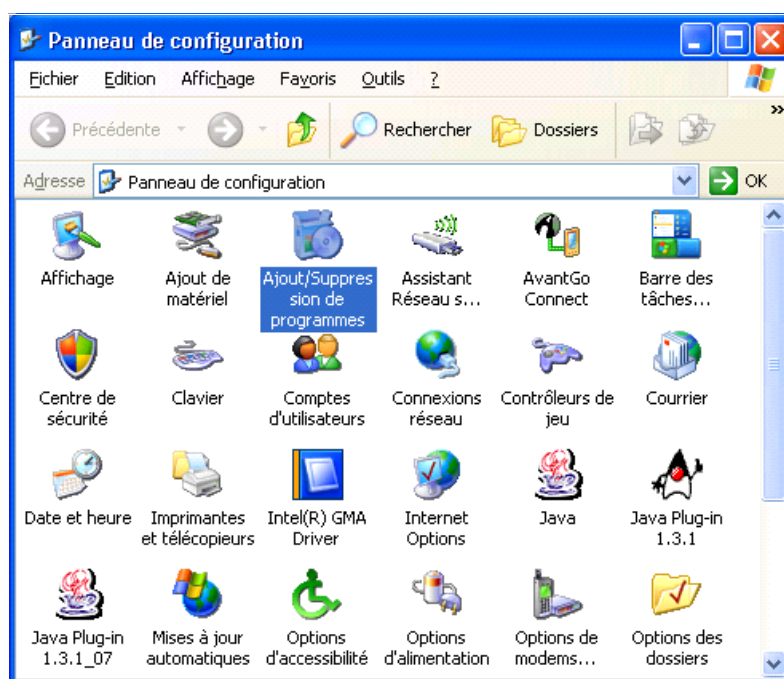 Panneau de configuration
Fichier Edition Affichage Favoris Outils ?
Précédente Rechercher Dossiers »
Adresse Panneau de configuration OK
Affichage
Ajout de
matériel
Ajout/Suppres
sion de
programmes
Assistant
Réseau s...
AvantGo
Connect
Barre des
tâches...
Centre de
sécurité
Clavier
Comptes
d'utilisateurs
Connexions
réseau
Contrôleurs de
jeu
Courrier
Date et heure
Imprimantes
et télécopieurs
Intel(R) GMA
Driver
Internet
Options
Java
Java Plug-in
1.3.1
Java Plug-in
1.3.1_07
Mises à jour
automatiques
Options
d'accessibilité
Options
d'alimentation
Options de
modems...
Options des
dossiers